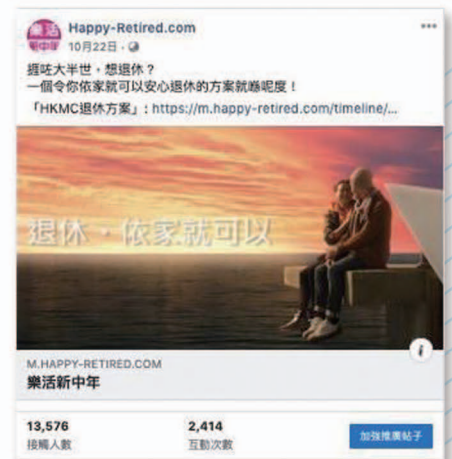 樂活
新中年
Happy-Retired.com
10月22日 ·
捱咗大半世,想退休?
一個令你依家就可以安心退休的方案就喺呢度!
「HKMC退休方案」: https://m.happy-retired.com/timeline/...
退休·依家就可以
i
M.HAPPY-RETIRED.COM
樂活新中年
13,576
2,414
接觸人數
互動次數
加強推廣帖子